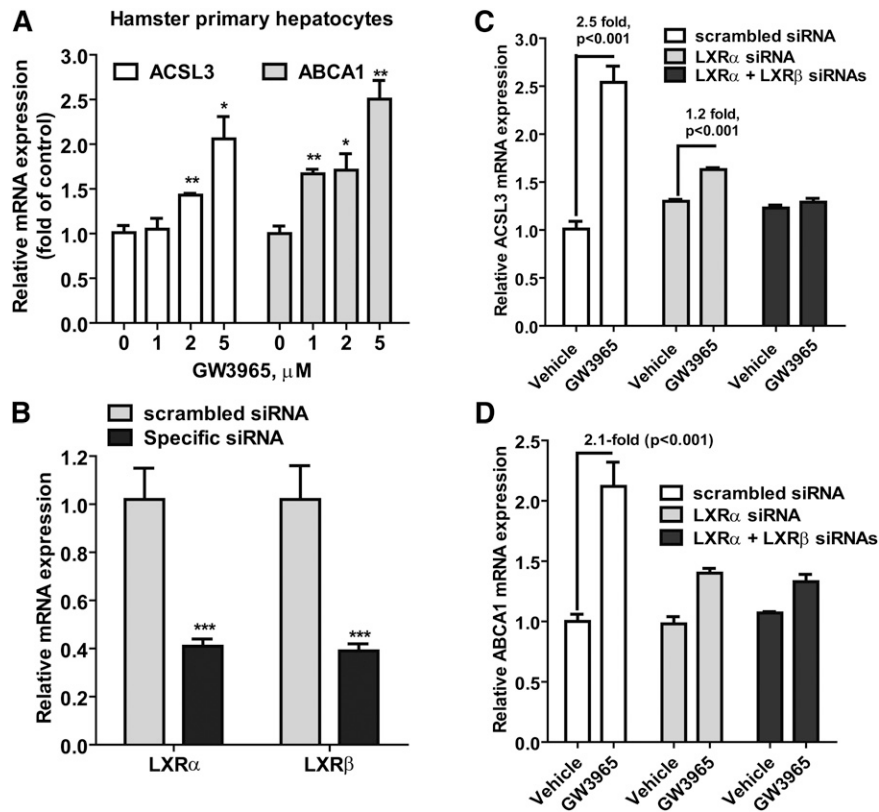 A
Hamster primary hepatocytes
ACSL3
ABCA1
Relative mRNA expression
(fold of control)
3.0
2.5
2.0
1.5
1.0
0.5
0.0
**
*
**
*
**
0 1 2 5 0 1 2 5
GW3965, μM
B
scrambled siRNA
Specific siRNA
Relative mRNA expression
1.2
1.0
0.8
0.6
0.4
0.2
0.0
***
***
LXRα LXRβ
C
2.5 fold,
p<0.001
scrambled siRNA
LXRα siRNA
LXRα + LXRβ siRNAs
1.2 fold,
p<0.001
Relative ACSL3 mRNA expression
3.0
2.5
2.0
1.5
1.0
0.5
0.0
Vehicle GW3965 Vehicle GW3965 Vehicle GW3965
D
2.1-fold (p<0.001)
scrambled siRNA
LXRα siRNA
LXRα + LXRβ siRNAs
Relative ABCA1 mRNA expression
2.5
2.0
1.5
1.0
0.5
0.0
Vehicle GW3965 Vehicle GW3965 Vehicle GW3965